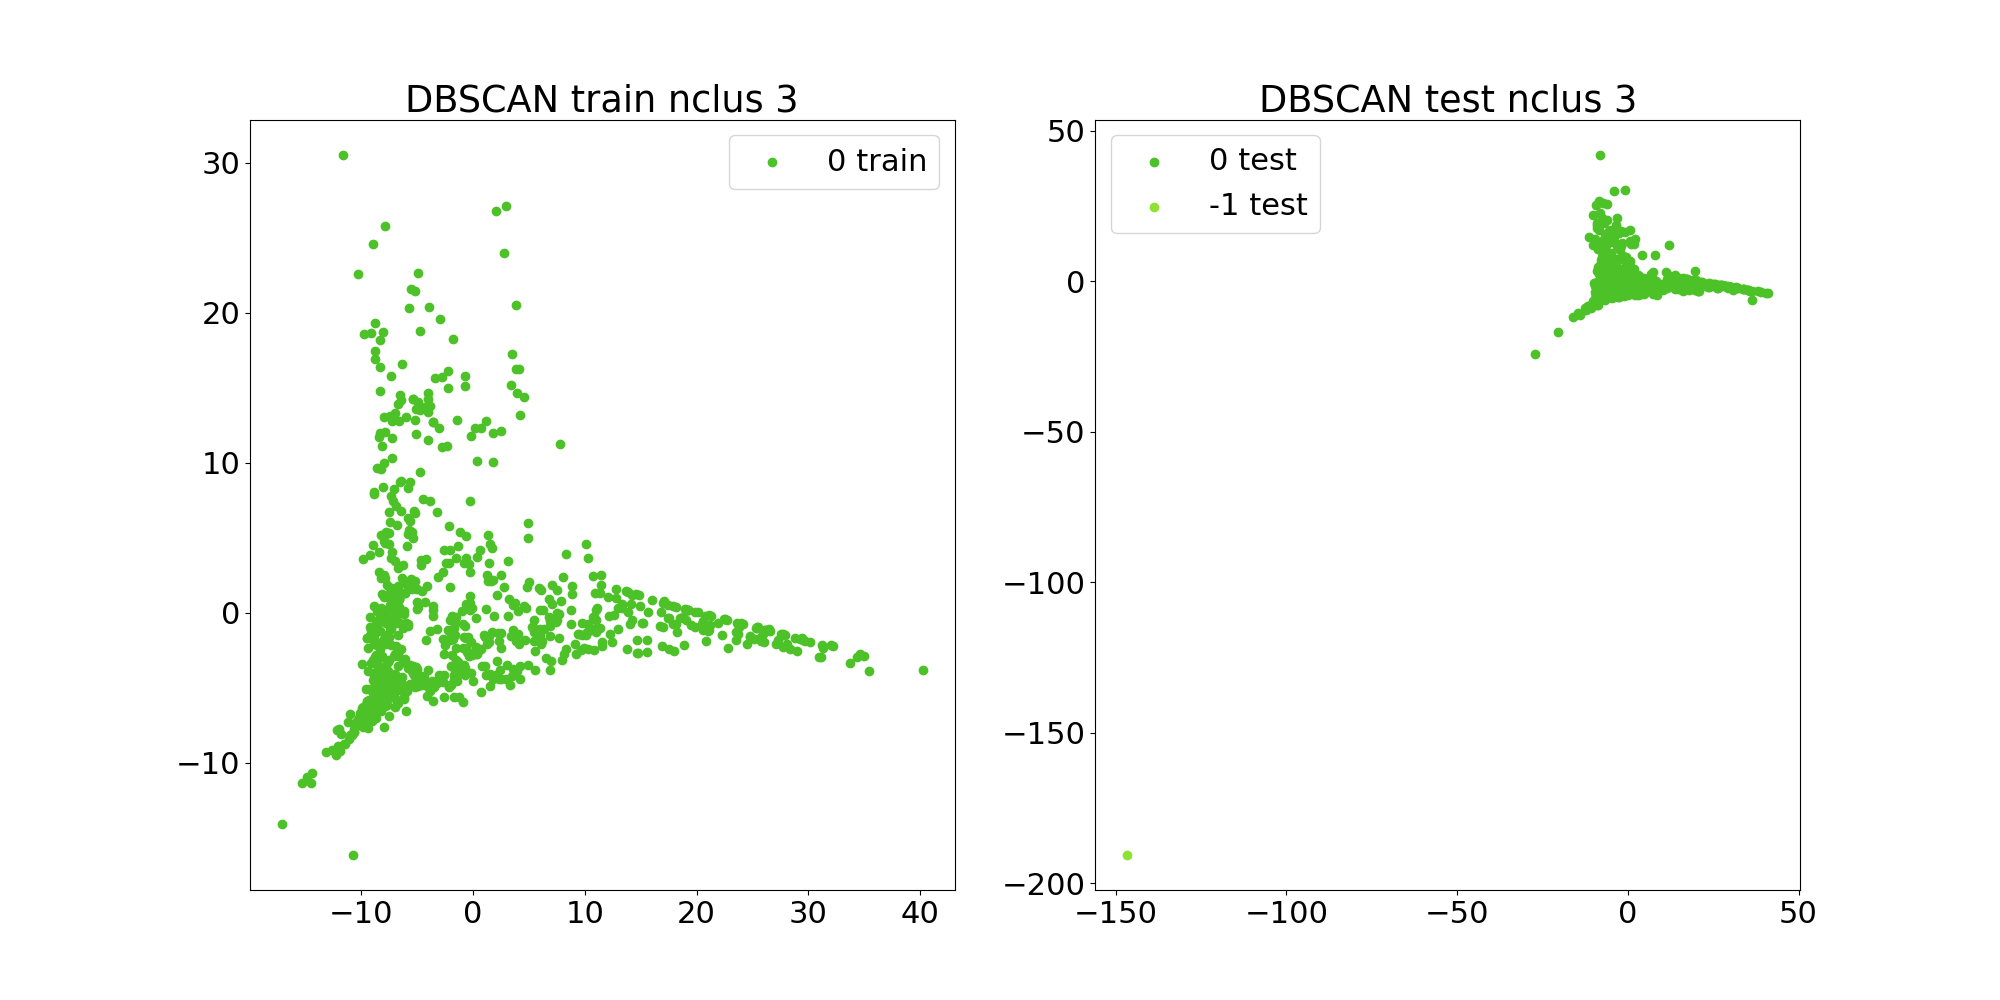 DBSCAN train nclus 3
0 train
30
20
10
0
−10
−10 0 10 20 30 40
DBSCAN test nclus 3
0 test
-1 test
50
0
−50
−100
−150
−200
−150 −100 −50 0 50